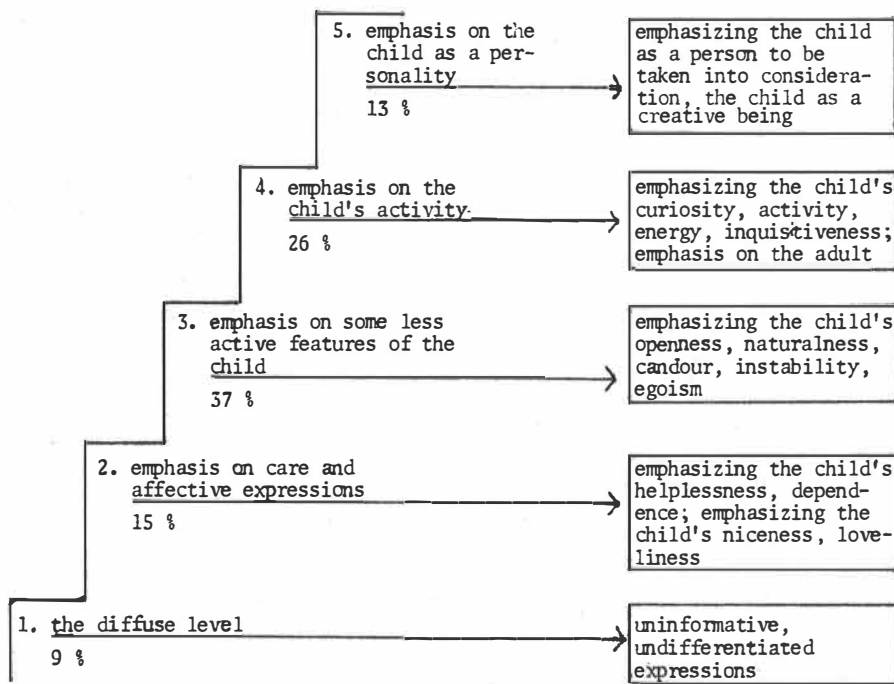 5. emphasis on the
child as a per-
sonality
13 %
emphasizing the child
as a person to be
taken into considera-
tion, the child as a
creative being
4. emphasis on the
child's activity
26 %
emphasizing the child's
curiosity, activity,
energy, inquisitiveness;
emphasis on the adult
3. emphasis on some less
active features of the
child
37 %
emphasizing the child's
openness, naturalness,
candour, instability,
egoism
2. emphasis on care and
affective expressions
15 %
emphasizing the child's
helplessness, depend-
ence; emphasizing the
child's niceness, love-
liness
1. the diffuse level
9 %
uninformative,
undifferentiated
expressions